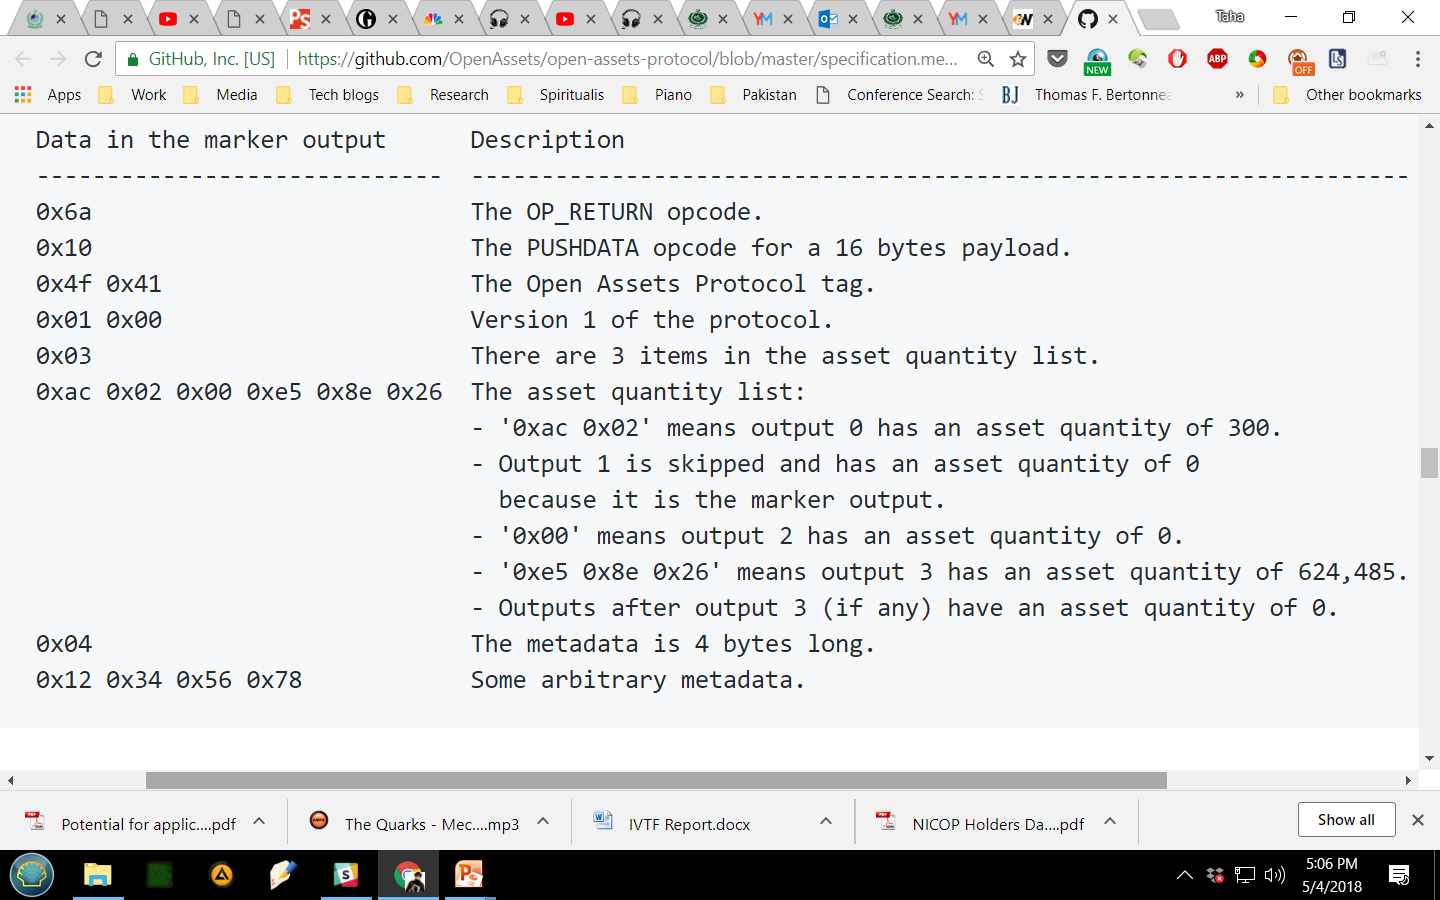 Taha
GitHub, Inc. [US]
https://github.com/OpenAssets/open-assets-protocol/blob/master/specification.me...
Apps Work Media Tech blogs Research Spiritualis Piano Pakistan Conference Search: Thomas F. Bertonnea » Other bookmarks
NEW ABP OFF
Data in the marker output Description
----------------------------- -------------------------------------------------------------------
0x6a The OP_RETURN opcode.
0x10 The PUSHDATA opcode for a 16 bytes payload.
0x4f 0x41 The Open Assets Protocol tag.
0x01 0x00 Version 1 of the protocol.
0x03 There are 3 items in the asset quantity list.
0xac 0x02 0x00 0xe5 0x8e 0x26 The asset quantity list:
- '0xac 0x02' means output 0 has an asset quantity of 300.
- Output 1 is skipped and has an asset quantity of 0
because it is the marker output.
- '0x00' means output 2 has an asset quantity of 0.
- '0xe5 0x8e 0x26' means output 3 has an asset quantity of 624,485.
- Outputs after output 3 (if any) have an asset quantity of 0.
0x04 The metadata is 4 bytes long.
0x12 0x34 0x56 0x78 Some arbitrary metadata.
Potential for applic....pdf The Quarks - Mec....mp3 IVTF Report.docx NICOP Holders Da....pdf Show all
5:06 PM
5/4/2018